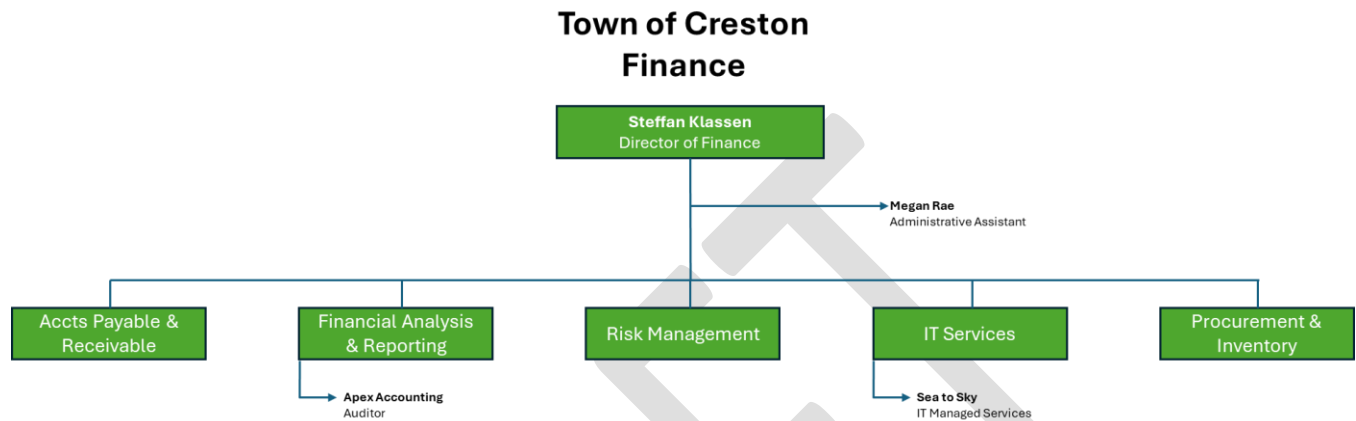 Town of Creston
Finance
Steffan Klassen
Director of Finance
Megan Rae
Administrative Assistant
Accts Payable &
Receivable
Financial Analysis
& Reporting
Risk Management
IT Services
Procurement &
Inventory
Apex Accounting
Auditor
Sea to Sky
IT Managed Services